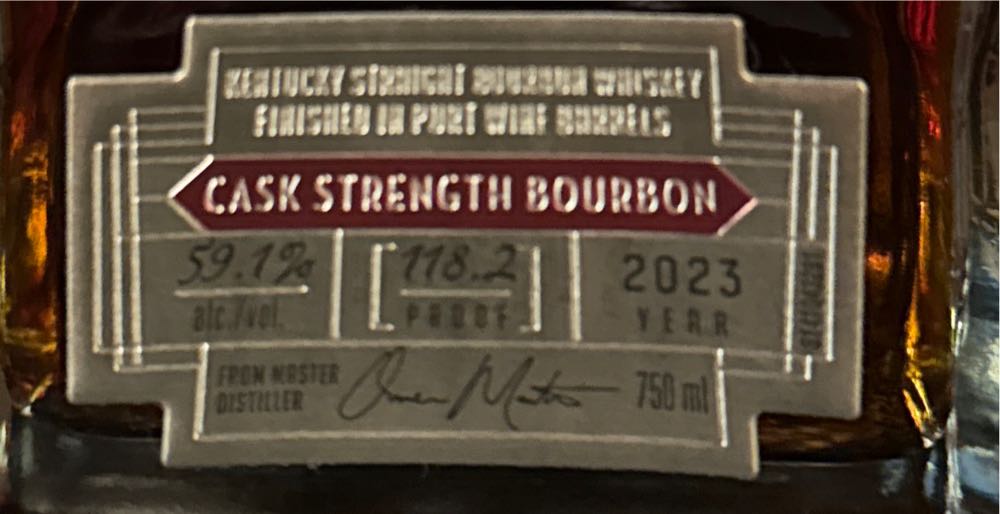 KENTUCKY STRAIGHT BOURBON WHISKEY
FINISHED IN PORT WINE BARRELS
CASK STRENGTH BOURBON
59.1% 118.2 2023
alc./vol. PROOF YEAR
FROM MASTER
DISTILLER
750 ml